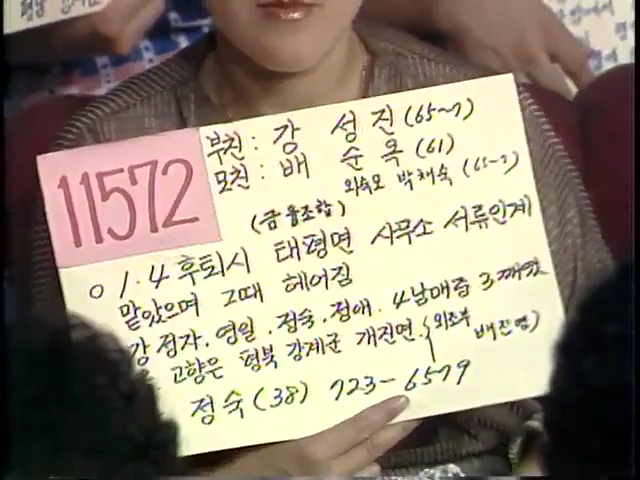 11572
부친: 강 성진 (65~7)
모친: 배 순옥 (61)
외숙모 박채숙 (65~7)
(금융조합)
○ 1.4 후퇴시 태평면 사무소 서류인계
맡았으며 그때 헤어짐
강정자. 영일. 정숙. 정애. 4남매중 3째였
고향은 평북 강제군 개진면. (외조부 배진영)
정숙 (38) 723-6579